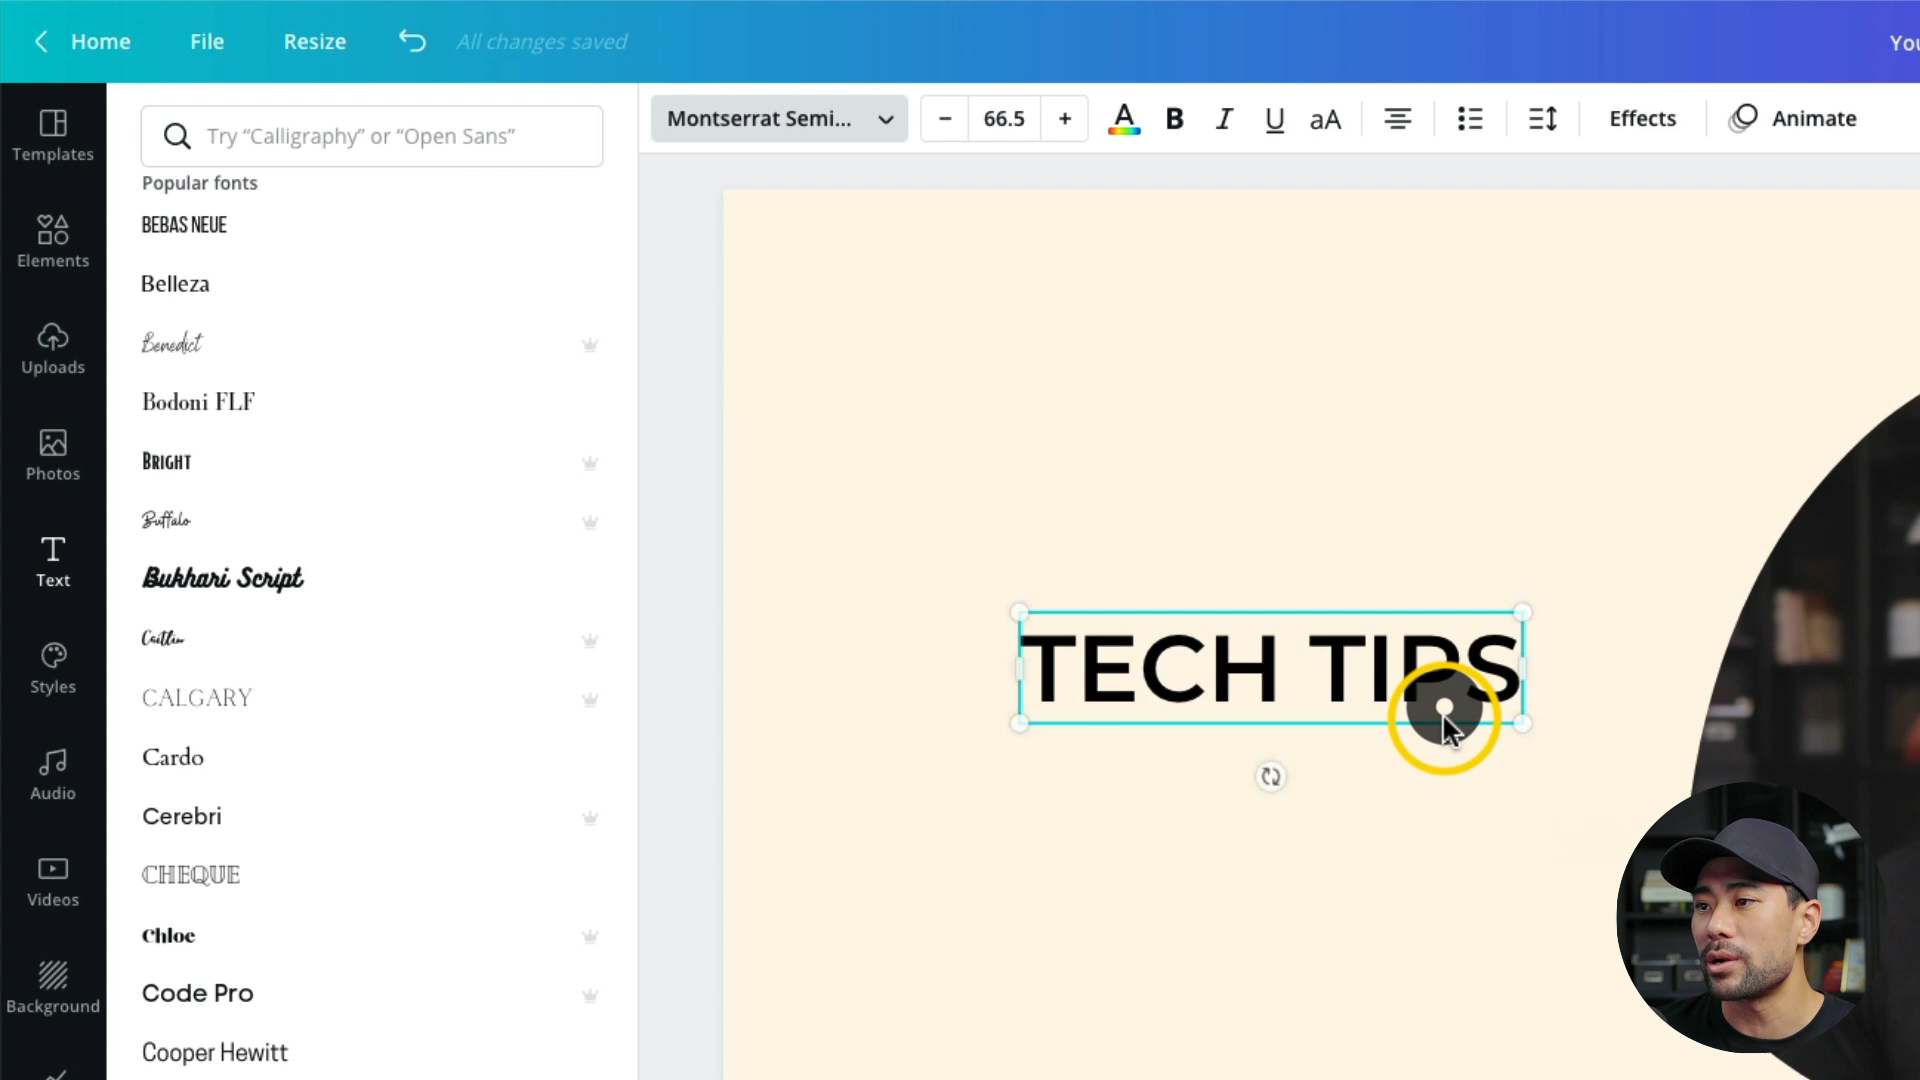 Home File Resize All changes saved
You
Templates
Elements
Uploads
Photos
Text
Styles
Audio
Videos
Background
Try “Calligraphy” or “Open Sans”
Popular fonts
BEBAS NEUE
Belleza
Benedict
Bodoni FLF
BRIGHT
Buffalo
Bukhari Script
Caitlin
CALGARY
Cardo
Cerebri
CHEQUE
Chloe
Code Pro
Cooper Hewitt
Montserrat Semi... − 66.5 + A B I U aA Effects Animate
TECH TIPS